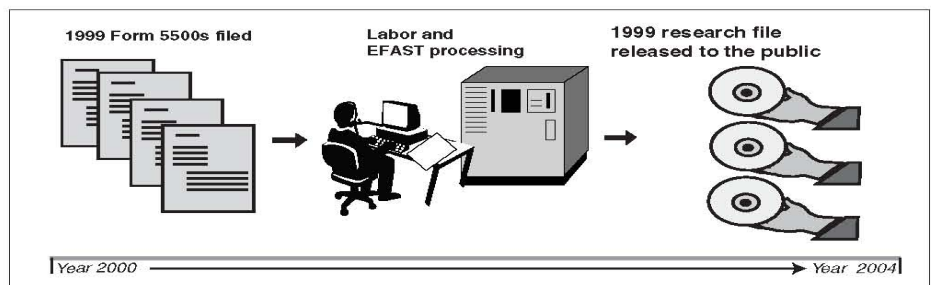 1999 Form 5500s filed
Labor and
EFAST processing
1999 research file
released to the public
Year 2000
Year 2004